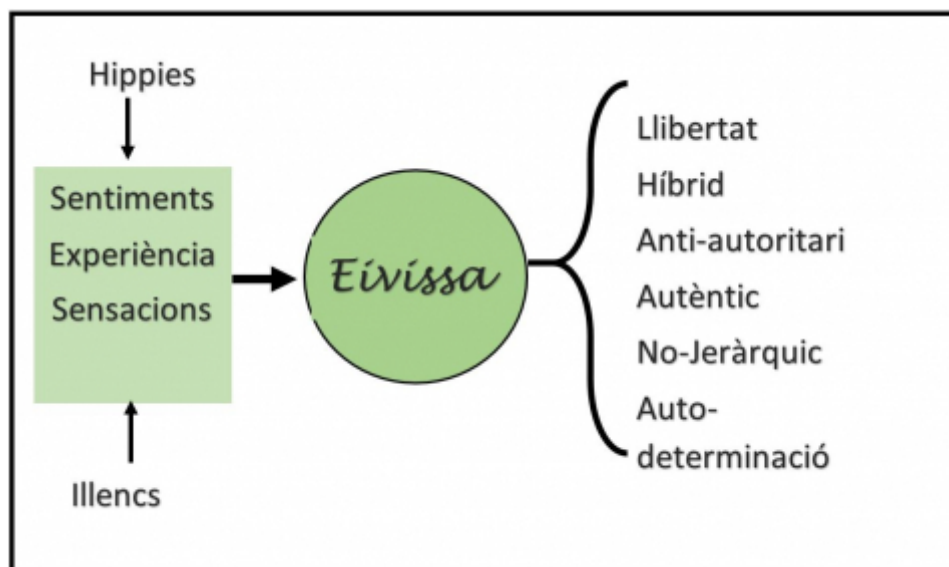 Hippies
Sentiments
Experiència
Sensacions
Illencs
Eivissa
Llibertat
Híbrid
Anti-autoritari
Autèntic
No-Jeràrquic
Auto-
determinació